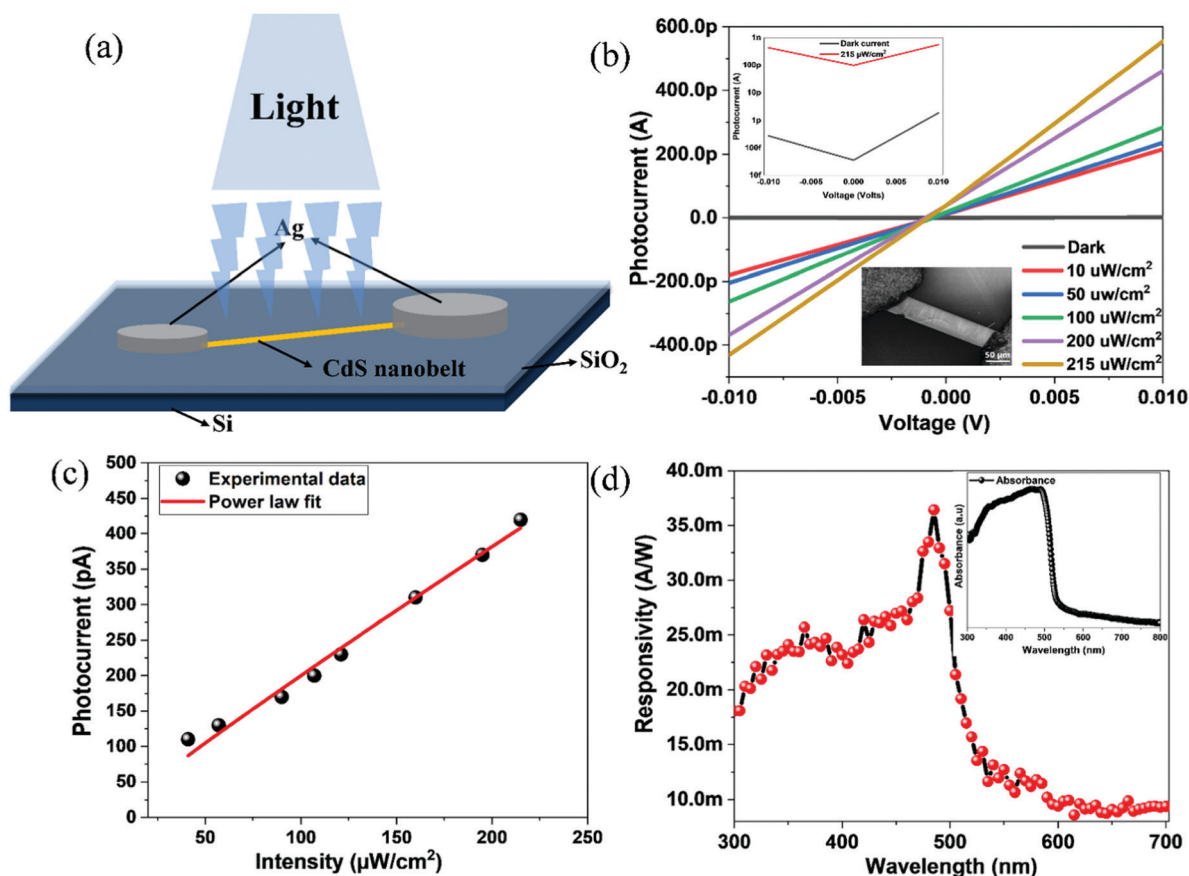 (a)
Light
Ag
CdS nanobelt
SiO2
Si
(b)
Photocurrent (A)
600.0p
400.0p
200.0p
0.0
-200.0p
-400.0p
-0.010
-0.005
0.000
0.005
0.010
Voltage (V)
Photocurrent (A)
1n
100p
10p
1p
100f
10f
Dark current
215 µW/cm2
-0.010
-0.005
0.000
0.005
0.010
Voltage (Volts)
Dark
10 uW/cm2
50 uw/cm2
100 uW/cm2
200 uW/cm2
215 uW/cm2
50 µm
(c)
Photocurrent (pA)
500
450
400
350
300
250
200
150
100
50
0
Experimental data
Power law fit
50
100
150
200
250
Intensity (µW/cm2)
(d)
Responsivity (A/W)
40.0m
35.0m
30.0m
25.0m
20.0m
15.0m
10.0m
300
400
500
600
700
Wavelength (nm)
Absorbance
Absorbance (a.u)
300
400
500
600
700
800
Wavelength (nm)